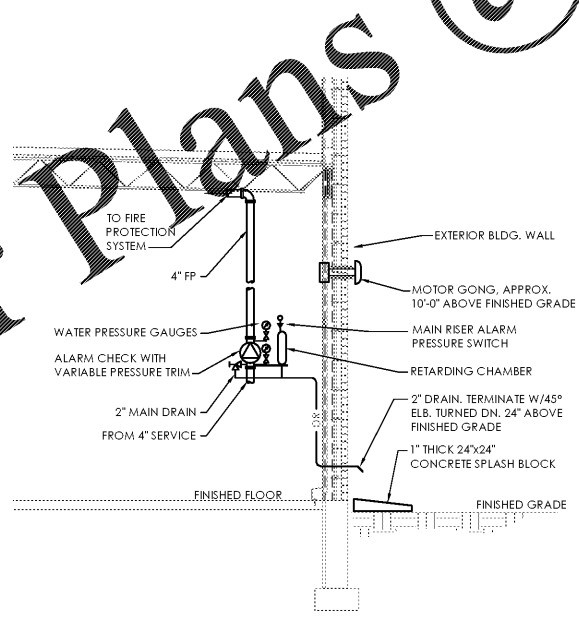 Plans ©
TO FIRE
PROTECTION
SYSTEM
EXTERIOR BLDG. WALL
4" FP
MOTOR GONG, APPROX.
10'-0" ABOVE FINISHED GRADE
WATER PRESSURE GAUGES
MAIN RISER ALARM
PRESSURE SWITCH
ALARM CHECK WITH
VARIABLE PRESSURE TRIM
RETARDING CHAMBER
2" MAIN DRAIN
2" DRAIN. TERMINATE W/45°
ELB. TURNED DN. 24" ABOVE
FINISHED GRADE
FROM 4" SERVICE
1" THICK 24"x24"
CONCRETE SPLASH BLOCK
FINISHED FLOOR
FINISHED GRADE